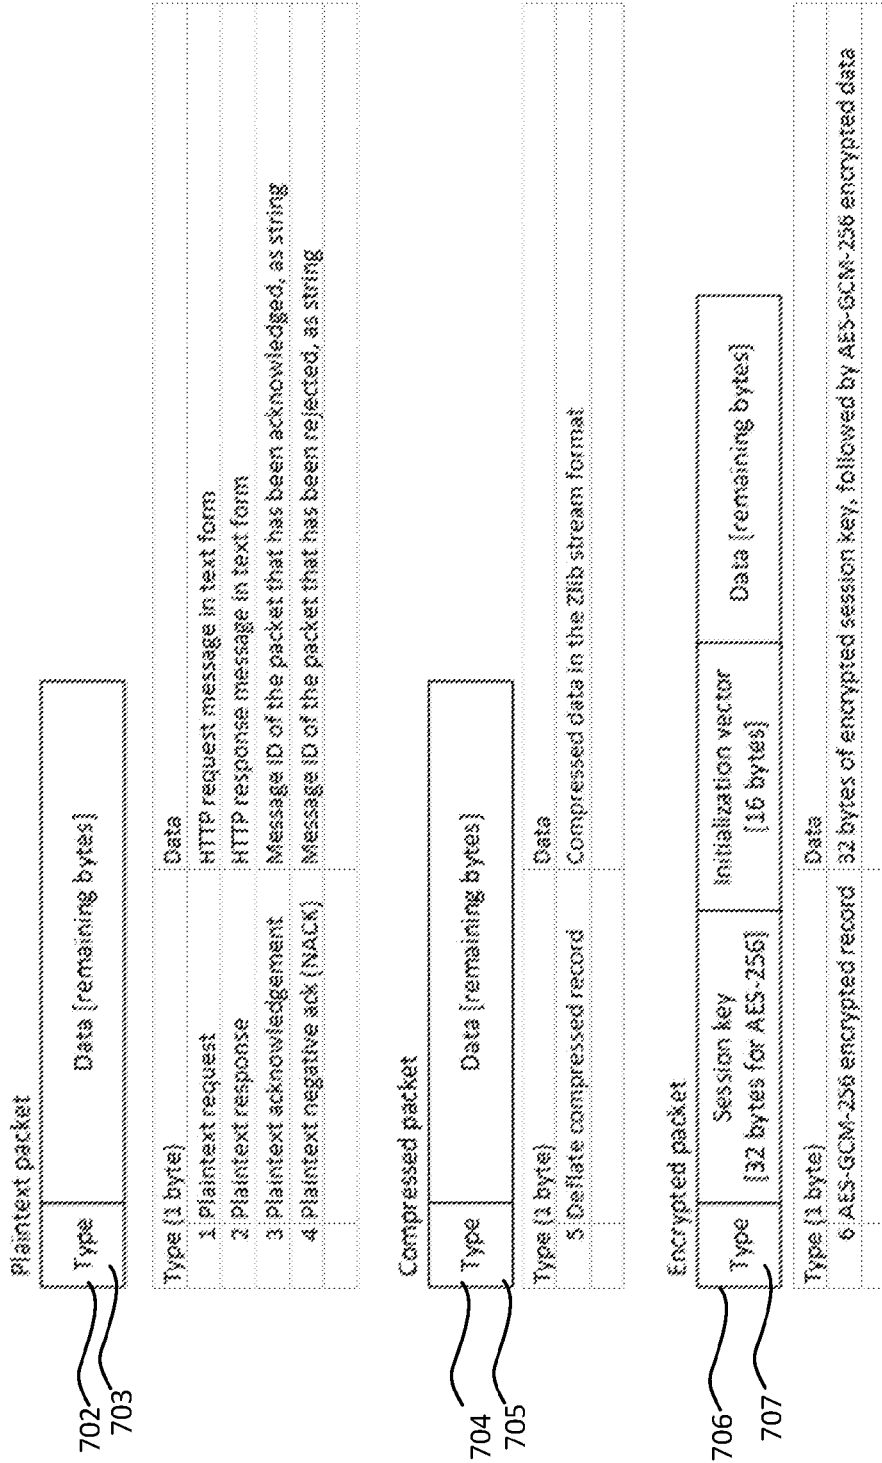 Plaintext packet
Type Data [remaining bytes]
702
703
Type (1 byte) Data
1 Plaintext request HTTP request message in text form
2 Plaintext response HTTP response message in text form
3 Plaintext acknowledgement Message ID of the packet that has been acknowledged, as string
4 Plaintext negative ack (NACK) Message ID of the packet that has been rejected, as string
Compressed packet
Type Data [remaining bytes]
704
705
Type (1 byte) Data
5 Deflate compressed record Compressed data in the Zlib stream format
Encrypted packet
Type Session key Initialization vector Data [remaining bytes]
[32 bytes for AES-256] [16 bytes]
706
707
Type (1 byte) Data
6 AES-GCM-256 encrypted record 32 bytes of encrypted session key, followed by AES-GCM-256 encrypted data